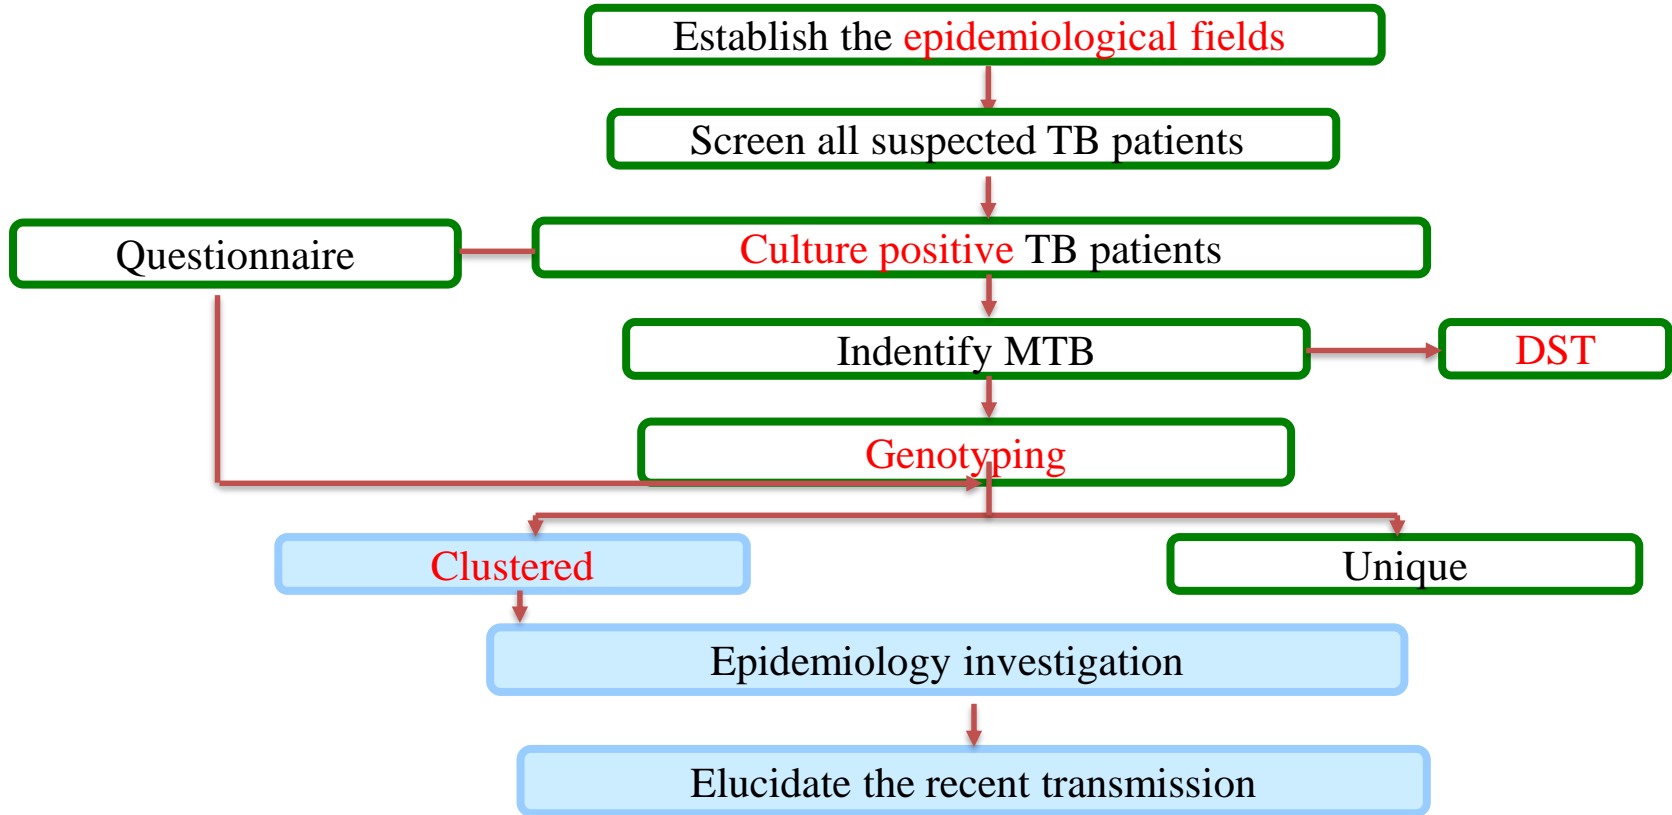 Establish the epidemiological fields
Screen all suspected TB patients
Questionnaire
Culture positive TB patients
Indentify MTB
DST
Genotyping
Clustered
Unique
Epidemiology investigation
Elucidate the recent transmission